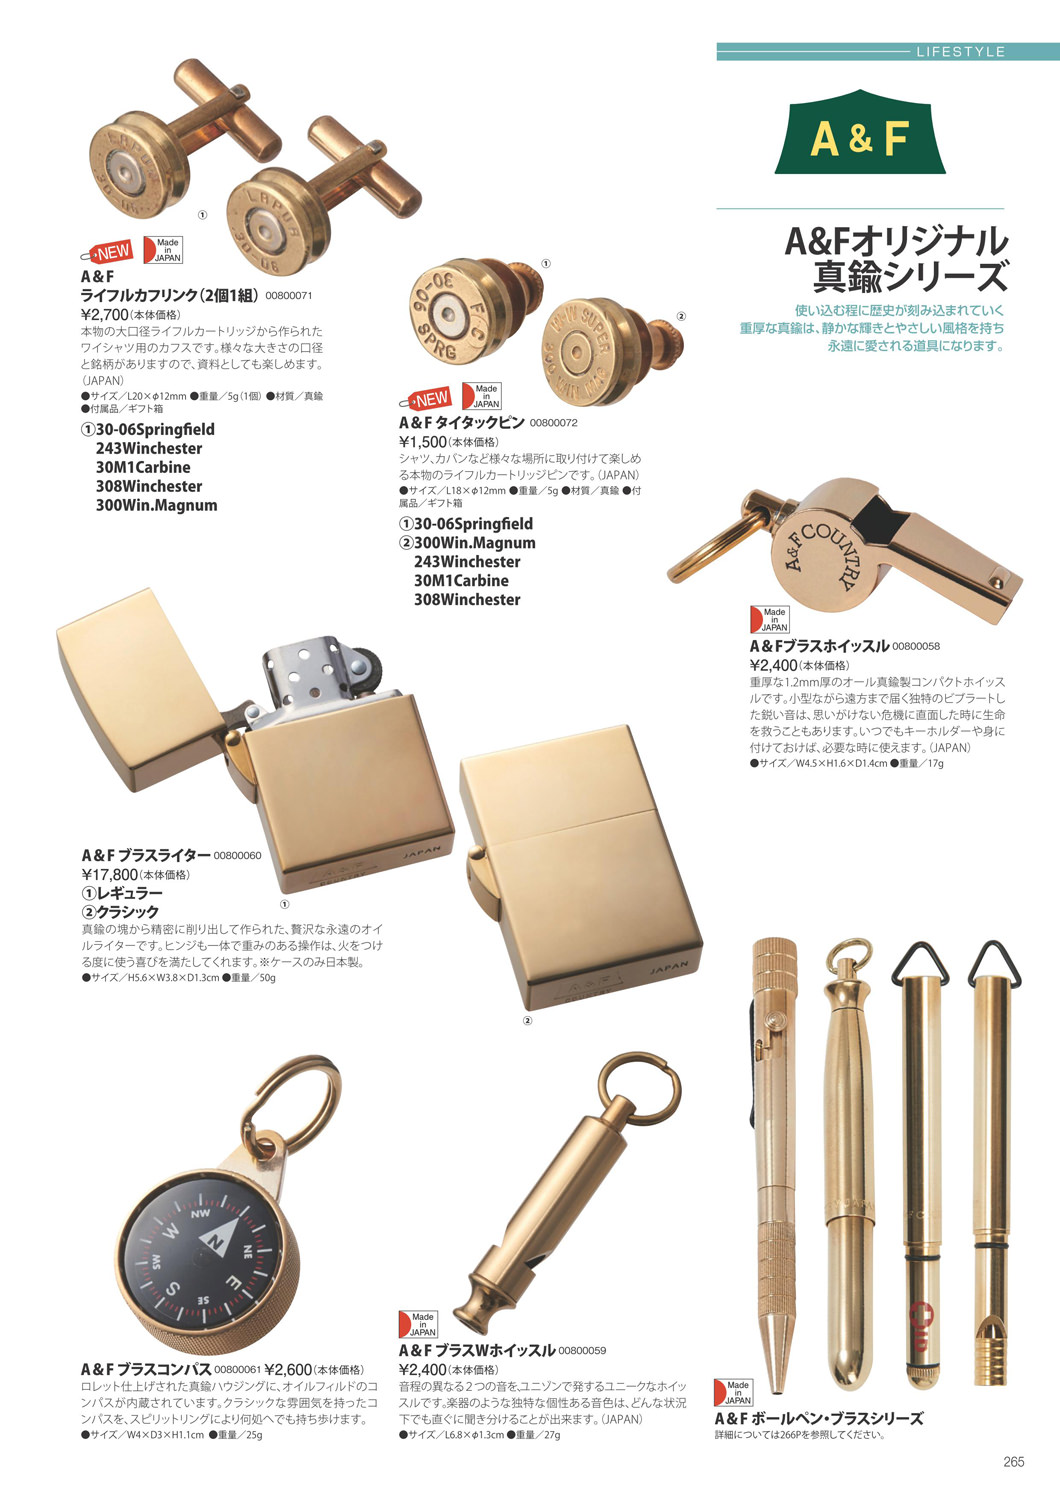 LIFESTYLE
A & F
A&Fオリジナル
真鍮シリーズ
使い込む程に歴史が刻み込まれていく
重厚な真鍮は、静かな輝きとやさしい風格を持ち
永遠に愛される道具になります。
LAPUA
.30-06
LAPUA
.30-06
①
NEW
Made
in
JAPAN
A&F
ライフルカフリンク（2個1組） 00800071
¥2,700(本体価格)
本物の大口径ライフルカートリッジから作られた
ワイシャツ用のカフスです。様々な大きさの口径
と銘柄がありますので、資料としても楽しめます。
（JAPAN）
●サイズ／L20×φ12mm ●重量／5g（1個） ●材質／真鍮
●付属品／ギフト箱
①30-06Springfield
243Winchester
30M1Carbine
308Winchester
300Win.Magnum
F C
30-06
SPRG
①
②
NEW
Made
in
JAPAN
A&F タイタックピン 00800072
¥1,500(本体価格)
シャツ、カバンなど様々な場所に取り付けて楽しめ
る本物のライフルカートリッジピンです。（JAPAN）
●サイズ／L18×φ12mm ●重量／5g ●材質／真鍮 ●付
属品／ギフト箱
①30-06Springfield
②300Win.Magnum
243Winchester
30M1Carbine
308Winchester
A&F COUNTRY
Made
in
JAPAN
A&Fブラスホイッスル 00800058
¥2,400(本体価格)
重厚な1.2mm厚のオール真鍮製コンパクトホイッス
ルです。小型ながら遠方まで届く独特のビブラートし
た鋭い音は、思いがけない危機に直面した時に生命
を救うこともあります。いつでもキーホルダーや身に
付けておけば、必要な時に使えます。（JAPAN）
●サイズ／W4.5×H1.6×D1.4cm ●重量／17g
A&F
COUNTRY
JAPAN
①
A&F ブラスライター 00800060
¥17,800(本体価格)
①レギュラー
②クラシック
真鍮の塊から精密に削り出して作られた、贅沢な永遠のオイ
ルライターです。ヒンジも一体で重みのある操作は、火をつけ
る度に使う喜びを満たしてくれます。※ケースのみ日本製。
●サイズ／H5.6×W3.8×D1.3cm ●重量／50g
A&F
COUNTRY
JAPAN
②
N
NE
E
SE
S
SW
W
NW
A&F ブラスコンパス 00800061 ¥2,600(本体価格)
ロレット仕上げされた真鍮ハウジングに、オイルフィルドのコ
ンパスが内蔵されています。クラシックな雰囲気を持ったコ
ンパスを、スピリットリングにより何処へでも持ち歩けます。
●サイズ／W4×D3×H1.1cm ●重量／25g
Made
in
JAPAN
A&F ブラスWホイッスル 00800059
¥2,400(本体価格)
音程の異なる２つの音を、ユニゾンで発するユニークなホイッ
スルです。楽器のような独特な個性ある音色は、どんな状況
下でも直ぐに聞き分けることが出来ます。（JAPAN）
●サイズ／L6.8×φ1.3cm ●重量／27g
JAPAN
ID
Made
in
JAPAN
A&F ボールペン・ブラスシリーズ
詳細については266Pを参照してください。
265